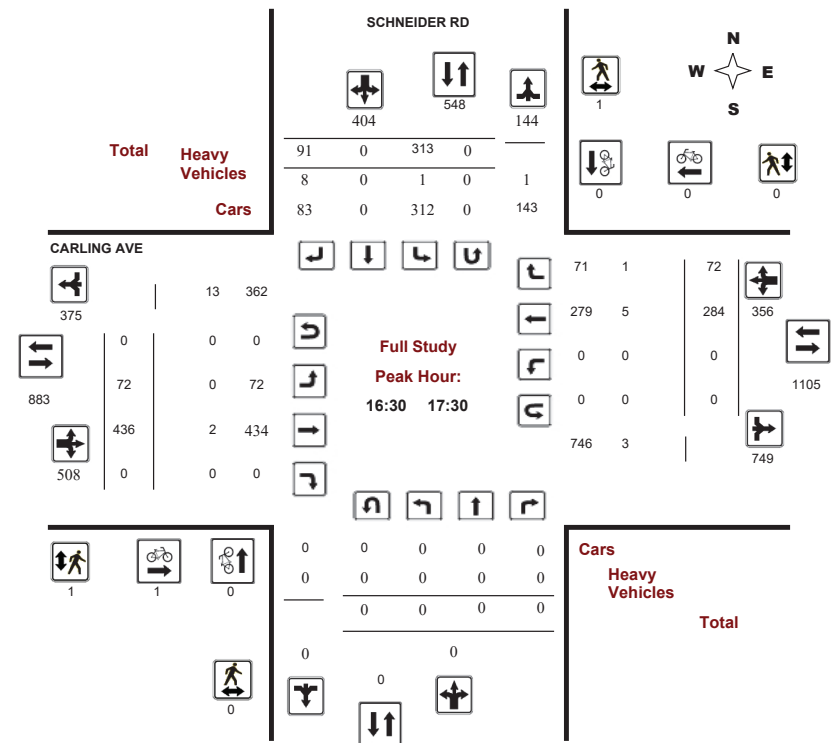 SCHNEIDER RD
N
W E
S
548
1
404 144
Total Heavy Vehicles
91 0 313 0
8 0 1 0 1
Cars 83 0 312 0 143
0 0 0
CARLING AVE
71 1 72
13 362
375
279 5 284 356
0 0 0
Full Study
0 0 0
Peak Hour:
72 0 72
883
1105
16:30 17:30
0 0 0
436 2 434
746 3
749
508 0 0 0
0 0 0 0 0
Cars
0 0 0 0 0
Heavy
Vehicles
1 1 0
0 0 0 0
Total
0 0
0
0